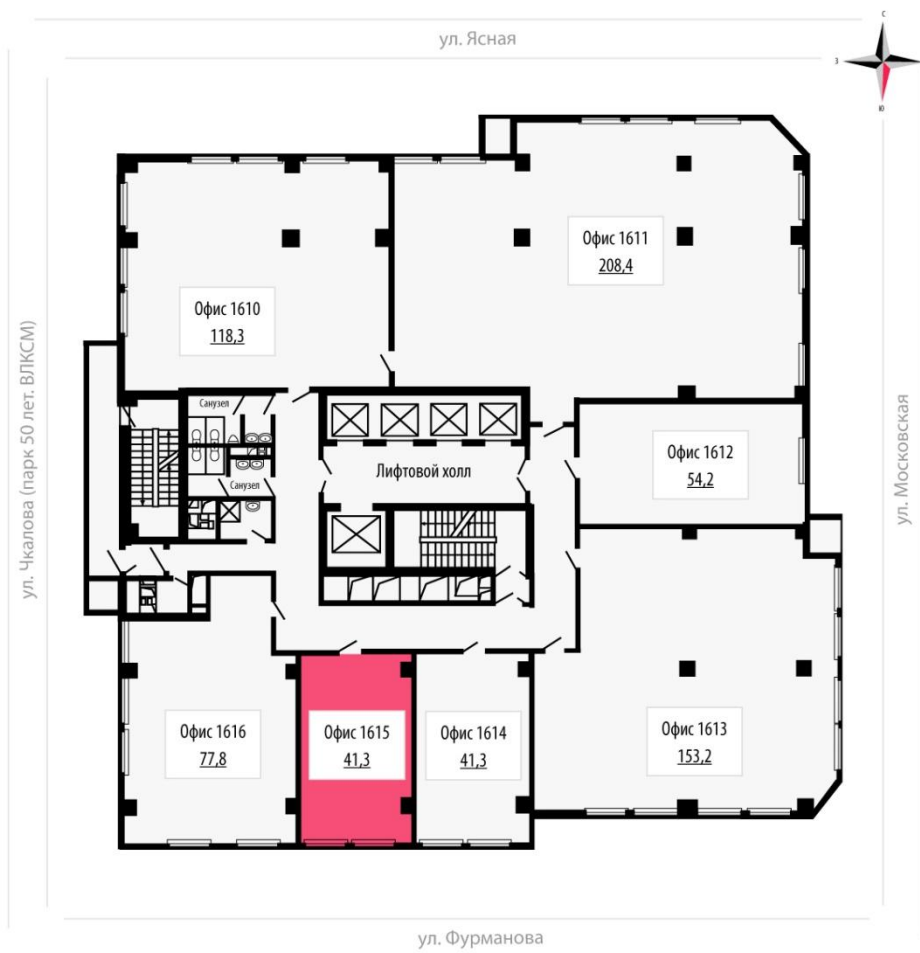 С
ул. Ясная
З
Ю
Офис 1611
208,4
Офис 1610
118,3
ул. Чкалова (парк 50 лет. ВЛКСМ)
Санузел
Лифтовой холл
Офис 1612
54,2
ул. Московская
Санузел
Офис 1616
77,8
Офис 1615
41,3
Офис 1614
41,3
Офис 1613
153,2
ул. Фурманова